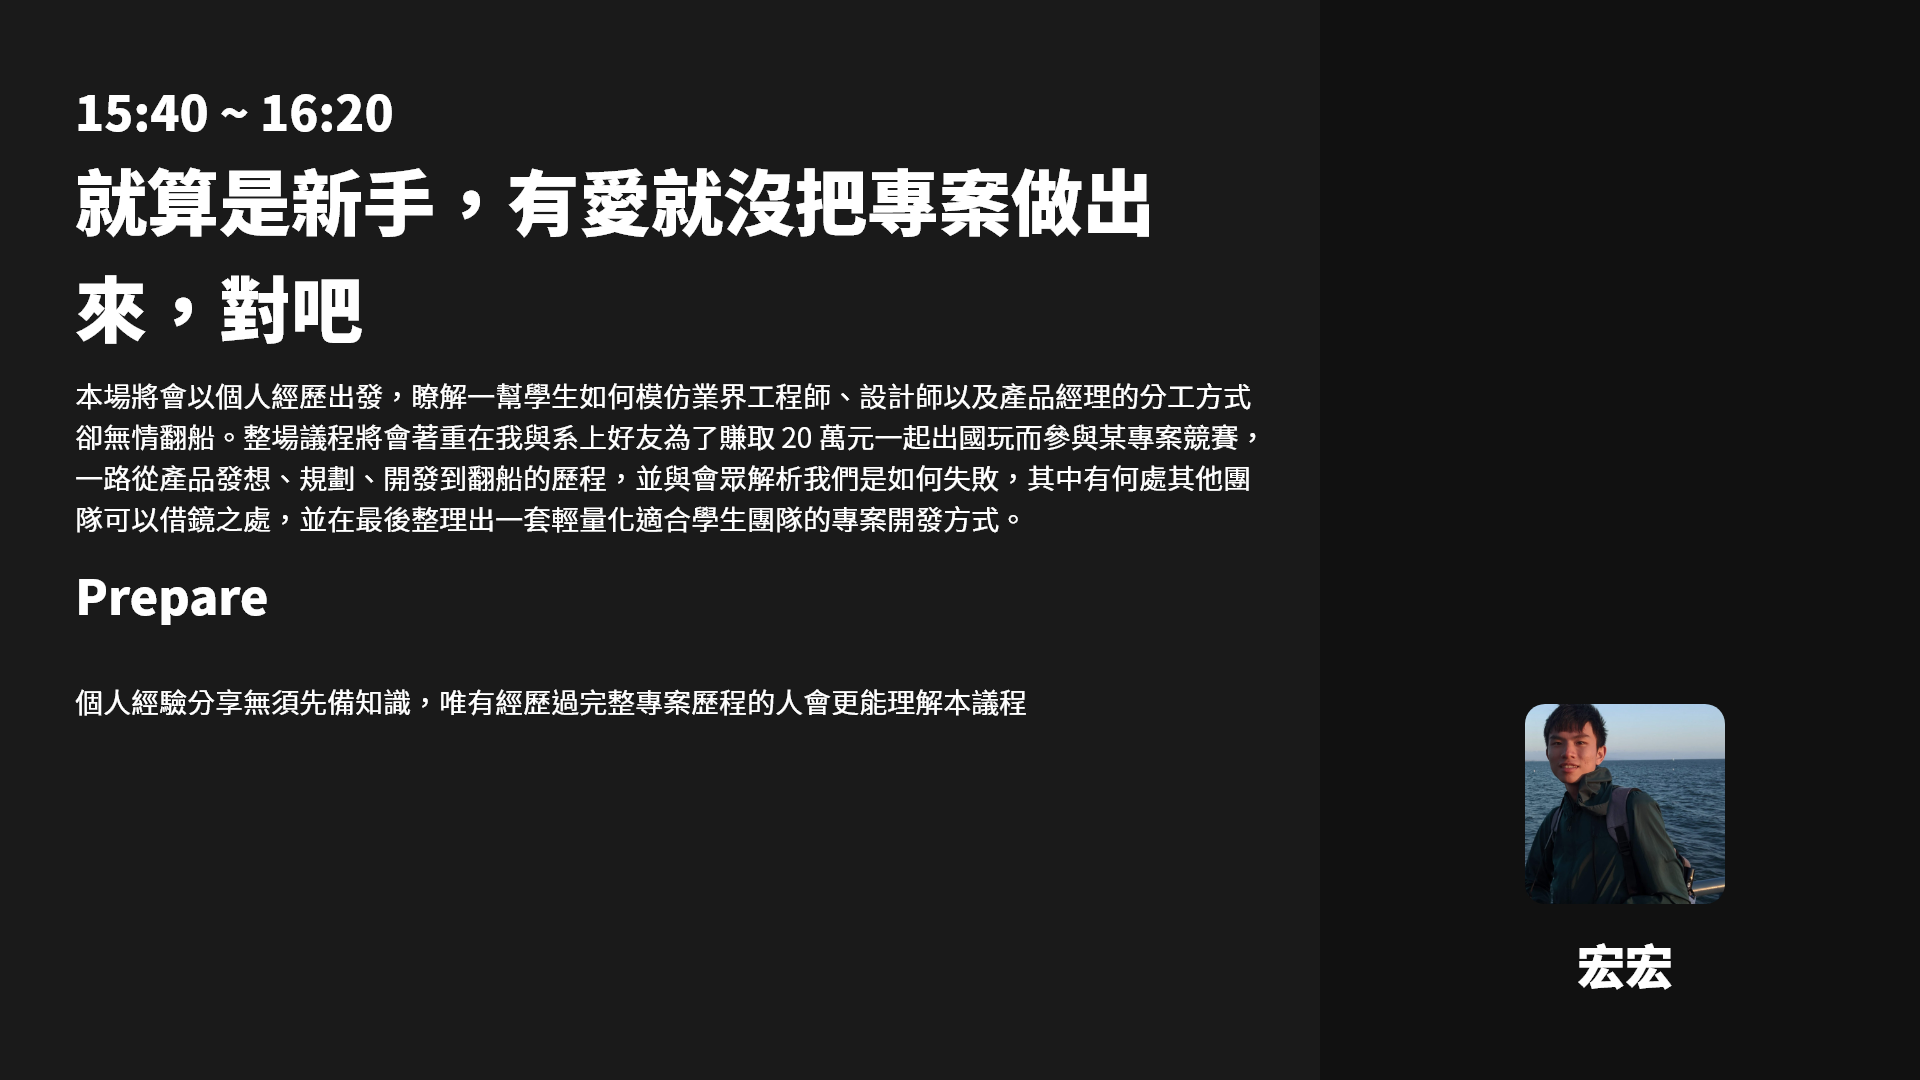 15:40 ~ 16:20
就算是新手，有愛就沒把專案做出
來，對吧
本場將會以個人經歷出發，瞭解一幫學生如何模仿業界工程師、設計師以及產品經理的分工方式
卻無情翻船。整場議程將會著重在我與系上好友為了賺取 20 萬元一起出國玩而參與某專案競賽，
一路從產品發想、規劃、開發到翻船的歷程，並與會眾解析我們是如何失敗，其中有何處其他團
隊可以借鏡之處，並在最後整理出一套輕量化適合學生團隊的專案開發方式。
Prepare
個人經驗分享無須先備知識，唯有經歷過完整專案歷程的人會更能理解本議程
宏宏